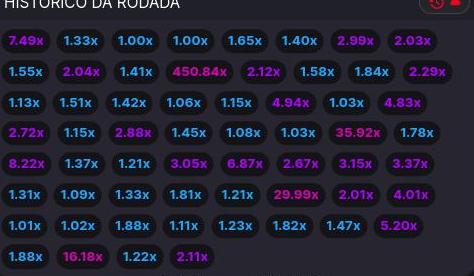 HISTÓRICO DA RODADA
7.49x 1.33x 1.00x 1.00x 1.65x 1.40x 2.99x 2.03x
1.55x 2.04x 1.41x 450.84x 2.12x 1.58x 1.84x 2.29x
1.13x 1.51x 1.42x 1.06x 1.15x 4.94x 1.03x 4.83x
2.72x 1.15x 2.88x 1.45x 1.08x 1.03x 35.92x 1.78x
8.22x 1.37x 1.21x 3.05x 6.87x 2.67x 3.15x 3.37x
1.31x 1.09x 1.33x 1.81x 1.21x 29.99x 2.01x 4.01x
1.01x 1.02x 1.88x 1.11x 1.23x 1.82x 1.47x 5.20x
1.88x 16.18x 1.22x 2.11x